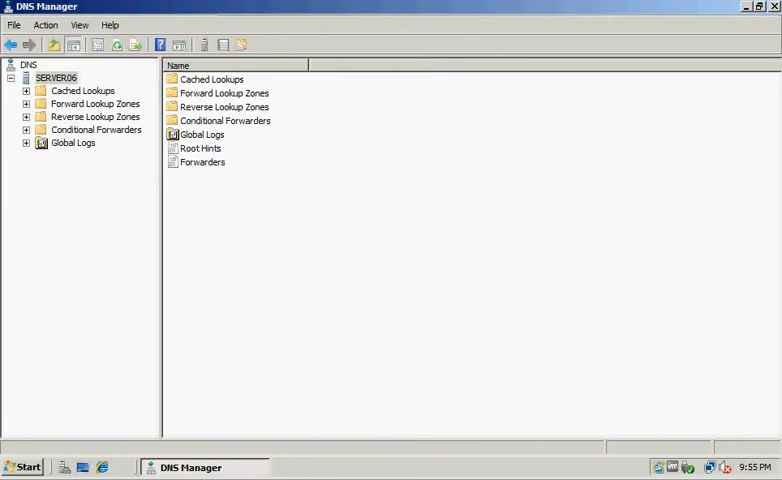 DNS Manager
File Action View Help
DNS
SERVER06
Cached Lookups
Forward Lookup Zones
Reverse Lookup Zones
Conditional Forwarders
Global Logs
Name
Cached Lookups
Forward Lookup Zones
Reverse Lookup Zones
Conditional Forwarders
Global Logs
Root Hints
Forwarders
Start
DNS Manager
9:55 PM